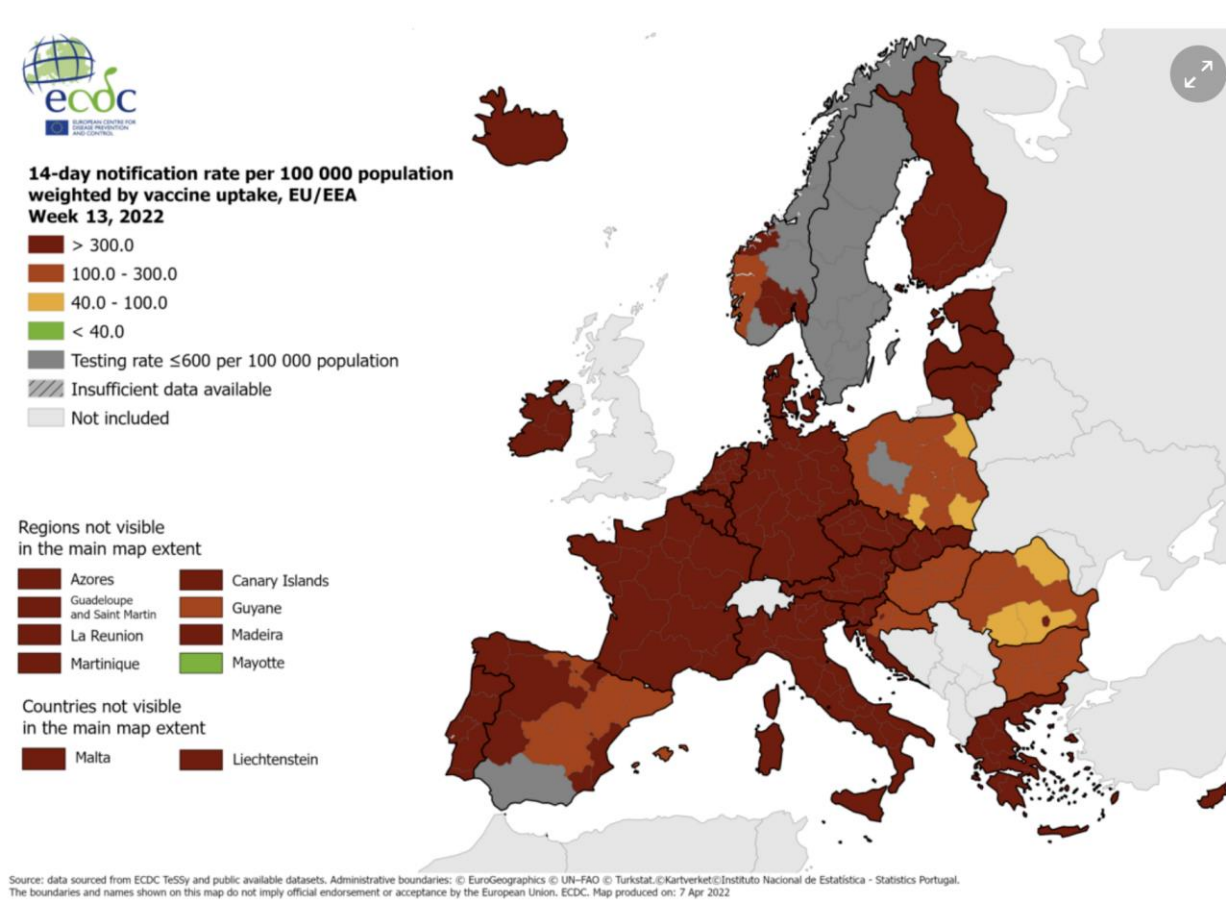 ecdc
EUROPEAN CENTRE FOR
DISEASE PREVENTION
AND CONTROL
14-day notification rate per 100 000 population
weighted by vaccine uptake, EU/EEA
Week 13, 2022
> 300.0
100.0 - 300.0
40.0 - 100.0
< 40.0
Testing rate ≤600 per 100 000 population
Insufficient data available
Not included
Regions not visible
in the main map extent
Azores
Canary Islands
Guadeloupe
and Saint Martin
Guyane
La Reunion
Madeira
Martinique
Mayotte
Countries not visible
in the main map extent
Malta
Liechtenstein
Source: data sourced from ECDC TESSy and public available datasets. Administrative boundaries: © EuroGeographics © UN–FAO © Turkstat.©Kartverket©Instituto Nacional de Estatística - Statistics Portugal.
The boundaries and names shown on this map do not imply official endorsement or acceptance by the European Union. ECDC. Map produced on: 7 Apr 2022